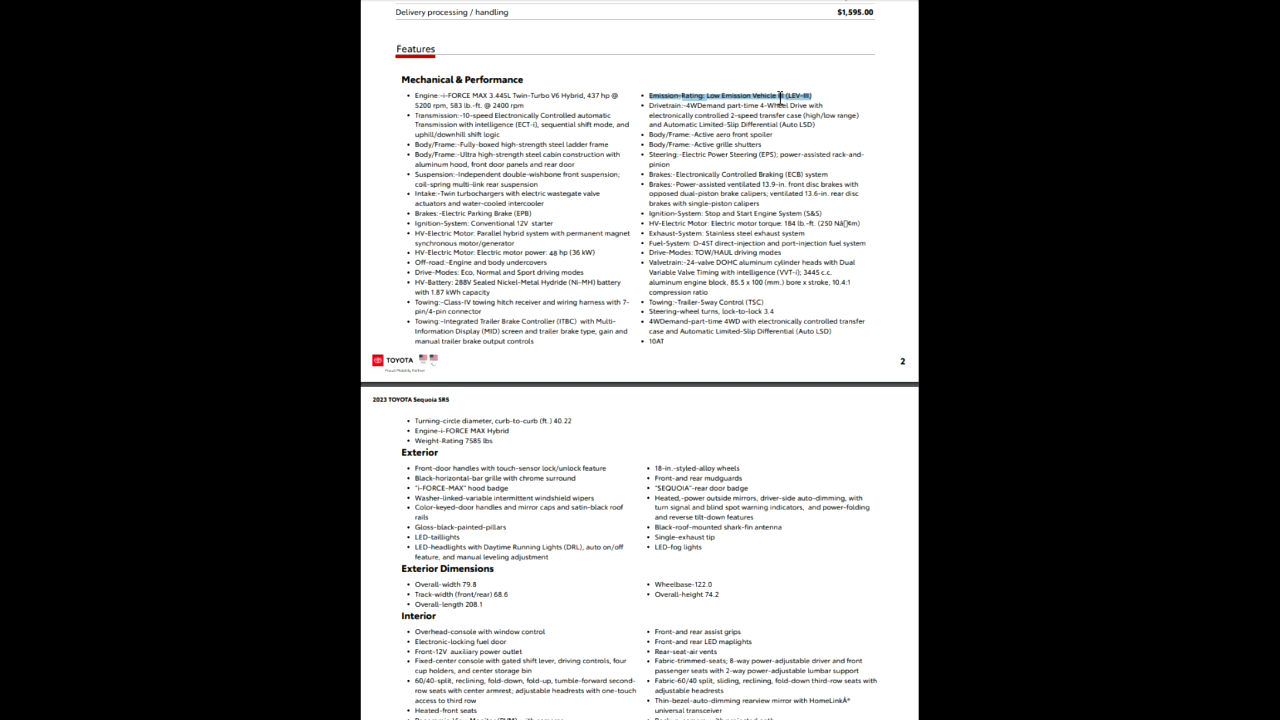 Delivery processing / handling $1,595.00
Features
Mechanical & Performance
• Engine:-i-FORCE MAX 3.445L Twin-Turbo V6 Hybrid, 437 hp @
5200 rpm, 583 lb.-ft. @ 2400 rpm
• Transmission:-10-speed Electronically Controlled automatic
Transmission with intelligence (ECT-i), sequential shift mode, and
uphill/downhill shift logic
• Body/Frame:-Fully-boxed high-strength steel ladder frame
• Body/Frame:-Ultra high-strength steel cabin construction with
aluminum hood, front door panels and rear door
• Suspension:-Independent double-wishbone front suspension;
coil-spring multi-link rear suspension
• Intake:-Twin turbochargers with electric wastegate valve
actuators and water-cooled intercooler
• Brakes:-Electric Parking Brake (EPB)
• Ignition-System: Conventional 12V starter
• HV-Electric Motor: Parallel hybrid system with permanent magnet
synchronous motor/generator
• HV-Electric Motor: Electric motor power: 48 hp (36 kW)
• Off-road:-Engine and body undercovers
• Drive-Modes: Eco, Normal and Sport driving modes
• HV-Battery: 288V Sealed Nickel-Metal Hydride (Ni-MH) battery
with 1.87 kWh capacity
• Towing:-Class-IV towing hitch receiver and wiring harness with 7-
pin/4-pin connector
• Towing:-Integrated Trailer Brake Controller (ITBC) with Multi-
Information Display (MID) screen and trailer brake type, gain and
manual trailer brake output controls
• Emission-Rating: Low Emission Vehicle III (LEV-III)
• Drivetrain:-4WDemand part-time 4-Wheel Drive with
electronically controlled 2-speed transfer case (high/low range)
and Automatic Limited-Slip Differential (Auto LSD)
• Body/Frame:-Active aero front spoiler
• Body/Frame:-Active grille shutters
• Steering:-Electric Power Steering (EPS); power-assisted rack-and-
pinion
• Brakes:-Electronically Controlled Braking (ECB) system
• Brakes:-Power-assisted ventilated 13.9-in. front disc brakes with
opposed dual-piston brake calipers; ventilated 13.6-in. rear disc
brakes with single-piston calipers
• Ignition-System: Stop and Start Engine System (S&S)
• HV-Electric Motor: Electric motor torque: 184 lb.-ft. (250 Nâ¢m)
• Exhaust-System: Stainless steel exhaust system
• Fuel-System: D-4ST direct-injection and port-injection fuel system
• Drive-Modes: TOW/HAUL driving modes
• Valvetrain:-24-valve DOHC aluminum cylinder heads with Dual
Variable Valve Timing with intelligence (VVT-i); 3445 c.c.
aluminum engine block, 85.5 x 100 (mm.) bore x stroke, 10.4:1
compression ratio
• Towing:-Trailer-Sway Control (TSC)
• Steering-wheel turns, lock-to-lock 3.4
• 4WDemand-part-time 4WD with electronically controlled transfer
case and Automatic Limited-Slip Differential (Auto LSD)
• 10AT
TOYOTA
2
2023 TOYOTA Sequoia SR5
• Turning-circle diameter, curb-to-curb (ft.) 40.22
• Engine-i-FORCE MAX Hybrid
• Weight-Rating 7585 lbs
Exterior
• Front-door handles with touch-sensor lock/unlock feature
• Black-horizontal-bar grille with chrome surround
• "i-FORCE-MAX" hood badge
• Washer-linked-variable intermittent windshield wipers
• Color-keyed-door handles and mirror caps and satin-black roof
rails
• Gloss-black-painted-pillars
• LED-taillights
• LED-headlights with Daytime Running Lights (DRL), auto on/off
feature, and manual leveling adjustment
• 18-in.-styled-alloy wheels
• Front-and rear mudguards
• "SEQUOIA"-rear door badge
• Heated,-power outside mirrors, driver-side auto-dimming, with
turn signal and blind spot warning indicators, and power-folding
and reverse tilt-down features
• Black-roof-mounted shark-fin antenna
• Single-exhaust tip
• LED-fog lights
Exterior Dimensions
• Overall-width 79.8
• Track-width (front/rear) 68.6
• Overall-length 208.1
• Wheelbase-122.0
• Overall-height 74.2
Interior
• Overhead-console with window control
• Electronic-locking fuel door
• Front-12V auxiliary power outlet
• Fixed-center console with gated shift lever, driving controls, four
cup holders, and center storage bin
• 60/40-split, reclining, fold-down, fold-up, tumble-forward second-
row seats with center armrest; adjustable headrests with one-touch
access to third row
• Heated-front seats
• Front-and rear assist grips
• Front-and rear LED maplights
• Rear-seat-air vents
• Fabric-trimmed-seats; 8-way power-adjustable driver and front
passenger seats with 2-way power-adjustable lumbar support
• Fabric-60/40 split, sliding, reclining, fold-down third-row seats with
adjustable headrests
• Thin-bezel-auto-dimming rearview mirror with HomeLinkÂ®
universal transceiver